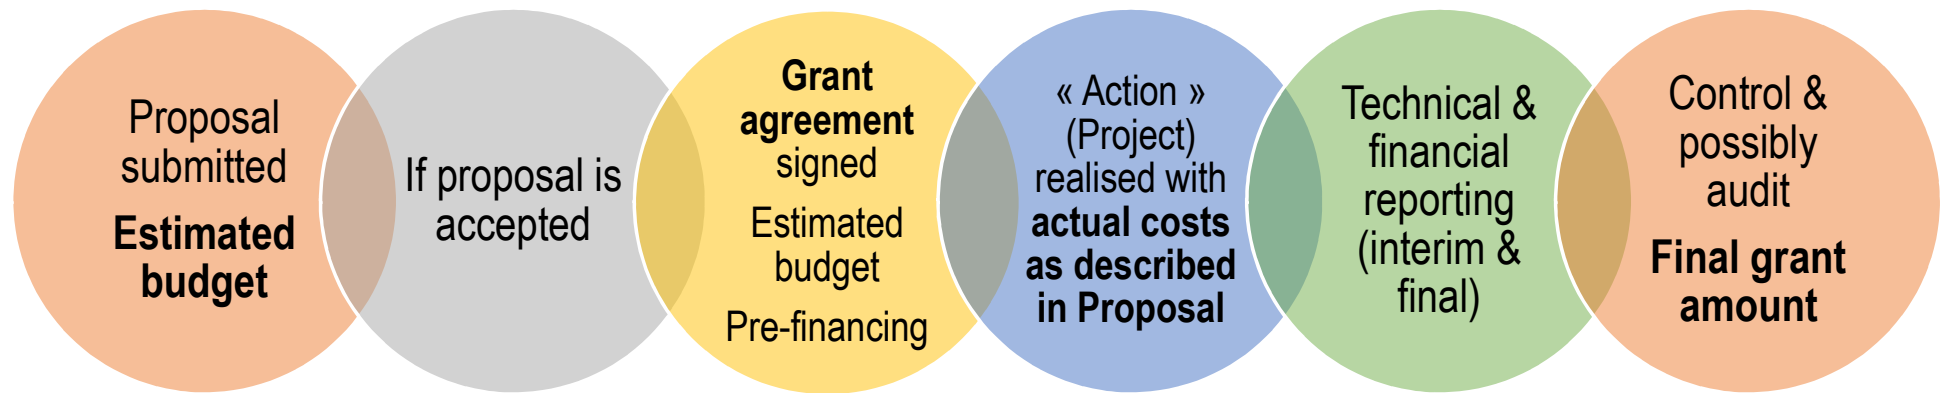 Proposal
submitted
Estimated
budget
If proposal is
accepted
Grant
agreement
signed
Estimated
budget
Pre-financing
« Action »
(Project)
realised with
actual costs
as described
in Proposal
Technical &
financial
reporting
(interim &
final)
Control &
possibly
audit
Final grant
amount